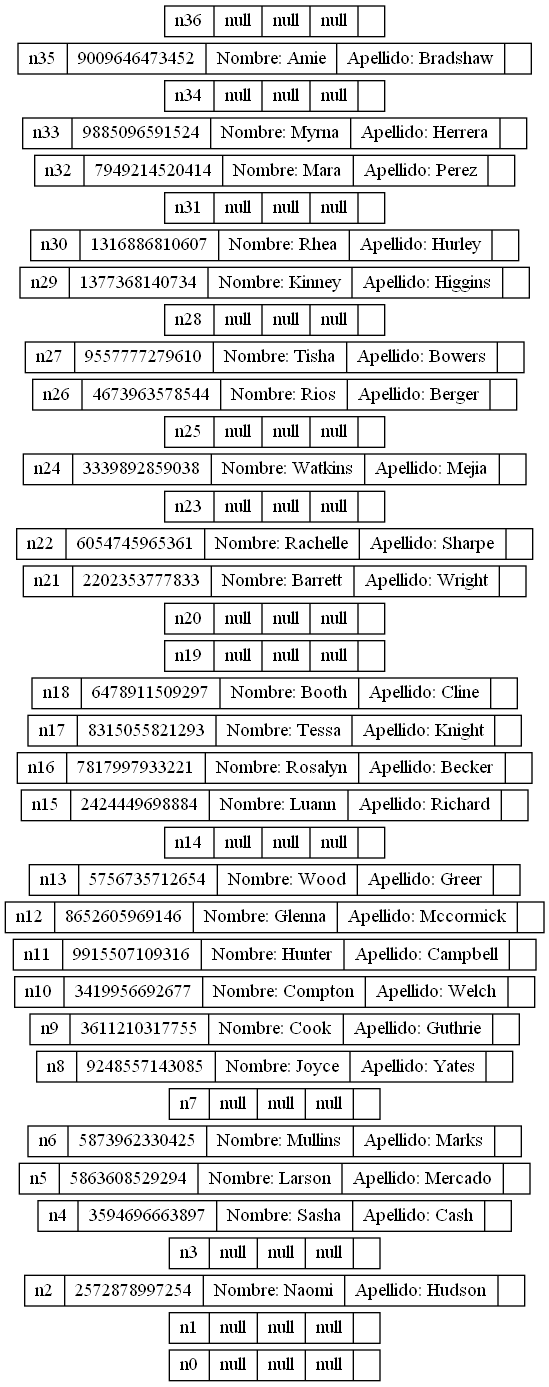 n36 null null null
n35 9009646473452 Nombre: Amie Apellido: Bradshaw
n34 null null null
n33 9885096591524 Nombre: Myrna Apellido: Herrera
n32 7949214520414 Nombre: Mara Apellido: Perez
n31 null null null
n30 1316886810607 Nombre: Rhea Apellido: Hurley
n29 1377368140734 Nombre: Kinney Apellido: Higgins
n28 null null null
n27 9557777279610 Nombre: Tisha Apellido: Bowers
n26 4673963578544 Nombre: Rios Apellido: Berger
n25 null null null
n24 3339892859038 Nombre: Watkins Apellido: Mejia
n23 null null null
n22 6054745965361 Nombre: Rachelle Apellido: Sharpe
n21 2202353777833 Nombre: Barrett Apellido: Wright
n20 null null null
n19 null null null
n18 6478911509297 Nombre: Booth Apellido: Cline
n17 8315055821293 Nombre: Tessa Apellido: Knight
n16 7817997933221 Nombre: Rosalyn Apellido: Becker
n15 2424449698884 Nombre: Luann Apellido: Richard
n14 null null null
n13 5756735712654 Nombre: Wood Apellido: Greer
n12 8652605969146 Nombre: Glenna Apellido: Mccormick
n11 9915507109316 Nombre: Hunter Apellido: Campbell
n10 3419956692677 Nombre: Compton Apellido: Welch
n9 3611210317755 Nombre: Cook Apellido: Guthrie
n8 9248557143085 Nombre: Joyce Apellido: Yates
n7 null null null
n6 5873962330425 Nombre: Mullins Apellido: Marks
n5 5863608529294 Nombre: Larson Apellido: Mercado
n4 3594696663897 Nombre: Sasha Apellido: Cash
n3 null null null
n2 2572878997254 Nombre: Naomi Apellido: Hudson
n1 null null null
n0 null null null